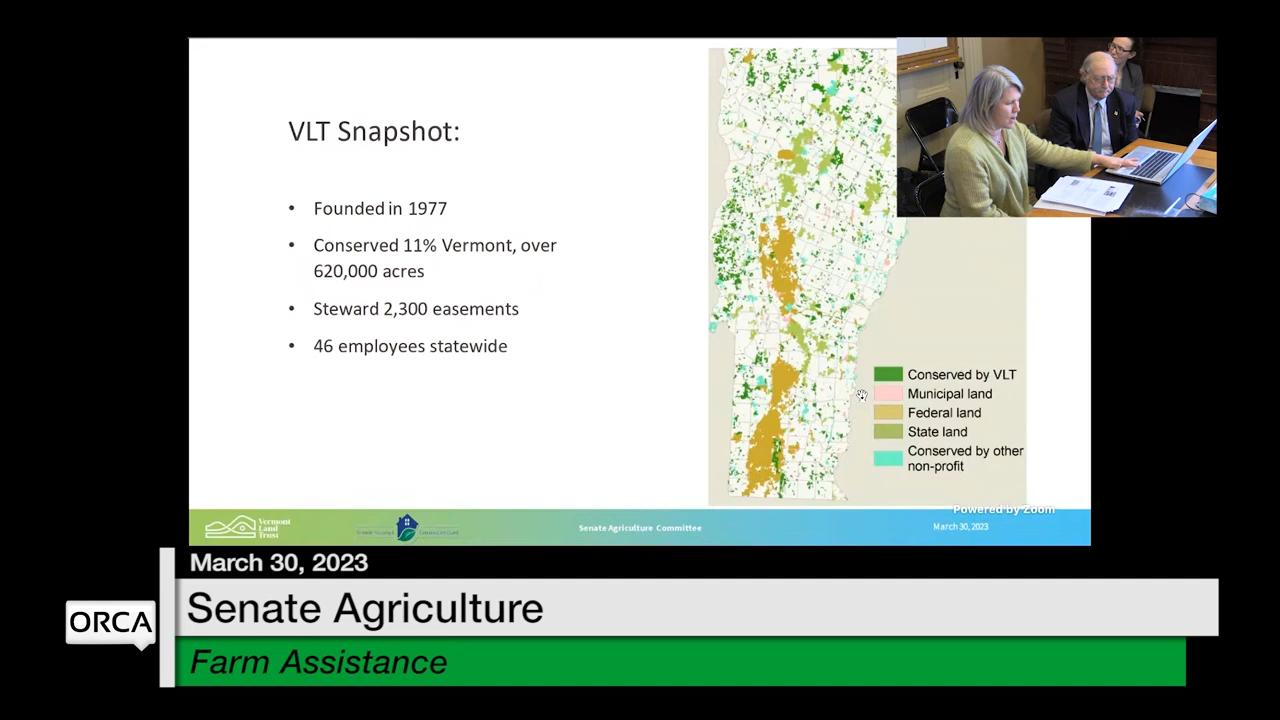 VLT Snapshot:
• Founded in 1977
• Conserved 11% Vermont, over
620,000 acres
• Steward 2,300 easements
• 46 employees statewide
Conserved by VLT
Municipal land
Federal land
State land
Conserved by other
non-profit
Powered by Zoom
Vermont
Land
Trust
Senate Agriculture Committee
March 30, 2023
March 30, 2023
ORCA
Senate Agriculture
Farm Assistance